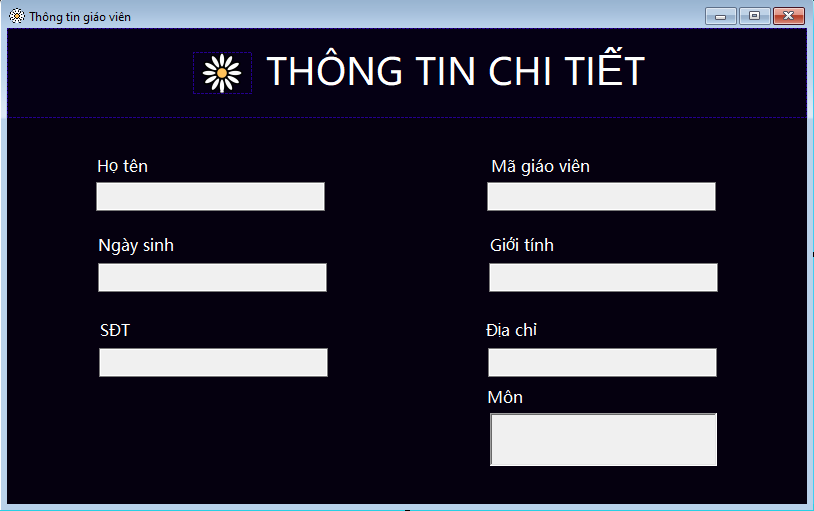 Thông tin giáo viên
THÔNG TIN CHI TIẾT
Họ tên
Mã giáo viên
Ngày sinh
Giới tính
SĐT
Địa chỉ
Môn